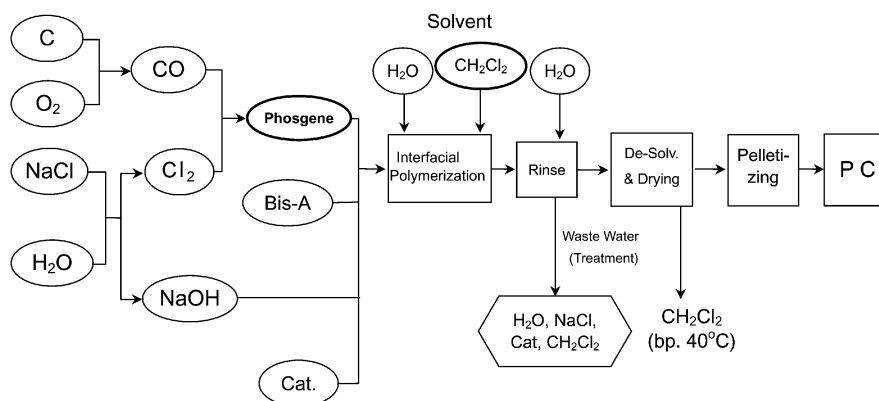 Solvent
C
O₂
CO
H₂O
CH₂Cl₂
H₂O
Phosgene
NaCl
H₂O
Cl₂
Bis-A
NaOH
Cat.
Interfacial
Polymerization
Rinse
De-Solv.
& Drying
Pelleti-
zing
P C
Waste Water
(Treatment)
H₂O, NaCl,
Cat, CH₂Cl₂
CH₂Cl₂
(bp. 40°C)